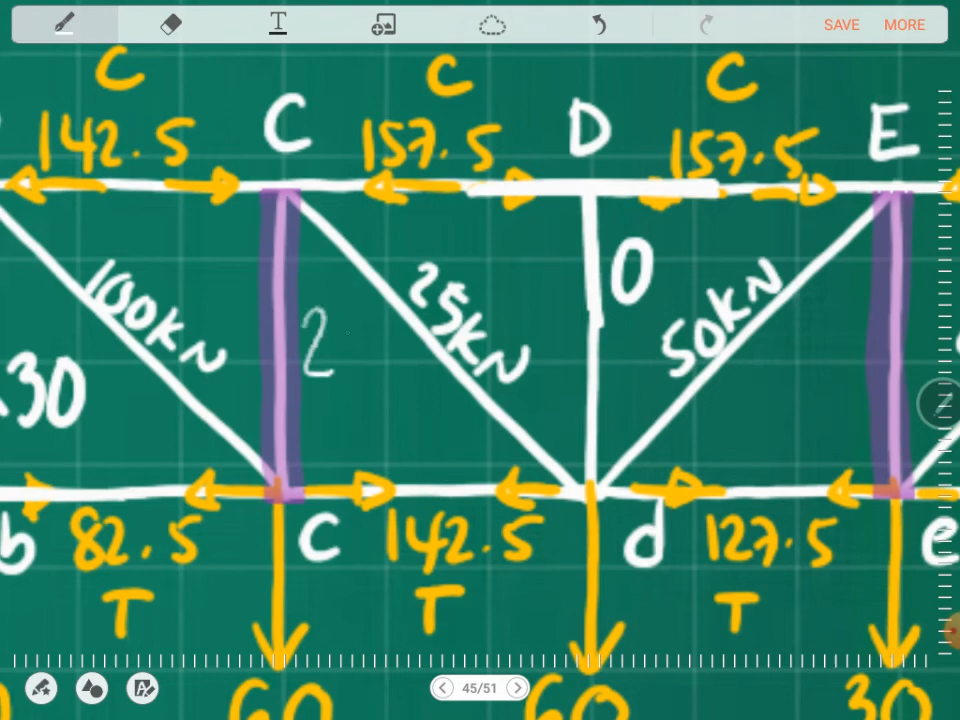 T SAVE MORE
C C C
142.5 C 157.5 D 157.5 E
100KN 2 25KN 0 50KN
30
b 82.5 C 142.5 d 127.5 e
T T T
45/51
60 60 30